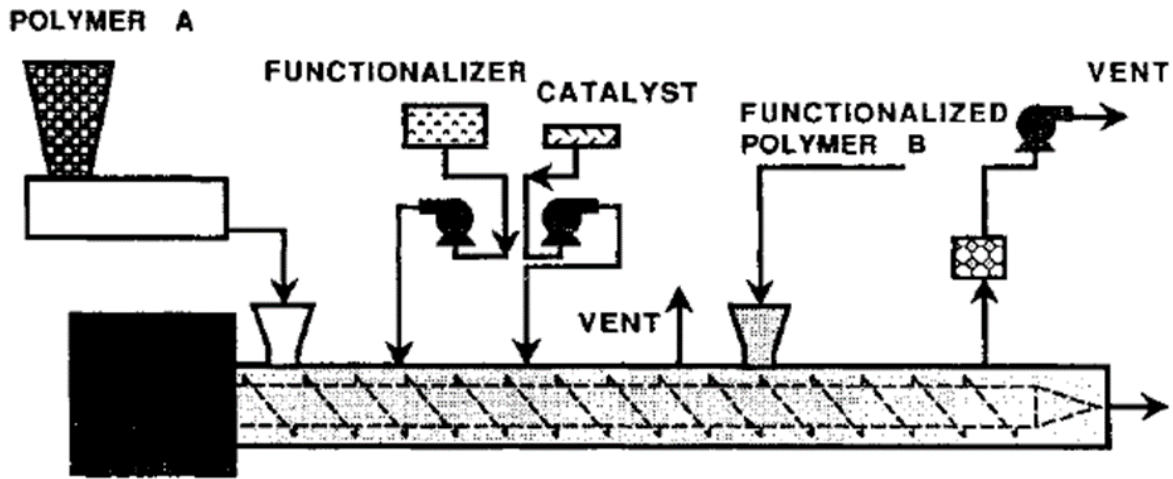 POLYMER A
FUNCTIONALIZER
CATALYST
FUNCTIONALIZED
POLYMER B
VENT
VENT